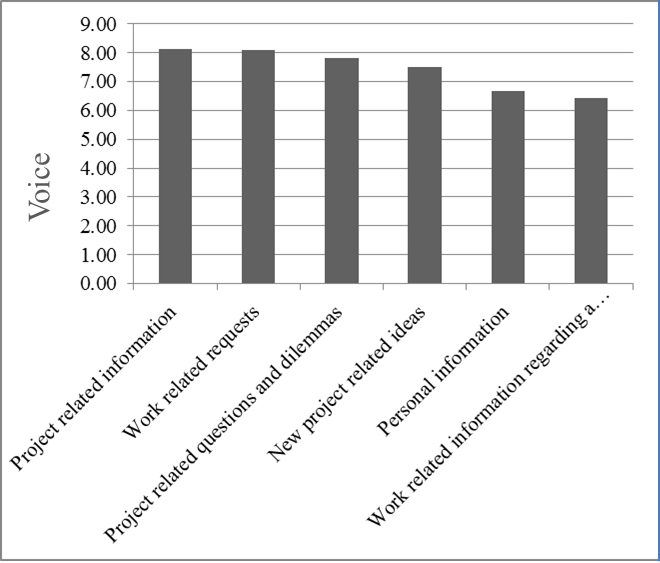 9.00
8.00
7.00
6.00
5.00
4.00
3.00
2.00
1.00
0.00
Voice
Project related information
Work related requests
Project related questions and dilemmas
New project related ideas
Personal information
Work related information regarding a…